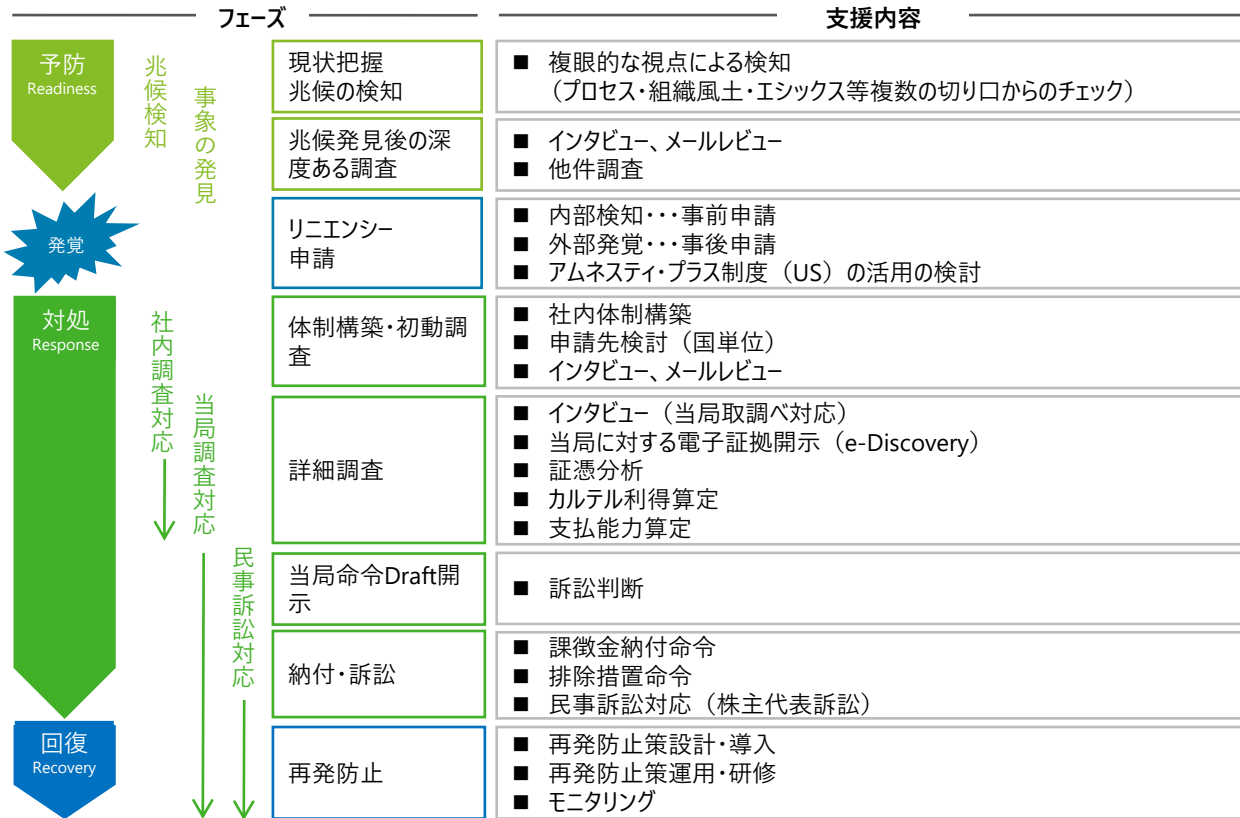 フェーズ
支援内容
予防
Readiness
兆候検知
事象の発見
現状把握
兆候の検知
■ 複眼的な視点による検知
（プロセス・組織風土・エシックス等複数の切り口からのチェック）
兆候発見後の深
度ある調査
■ インタビュー、メールレビュー
■ 他件調査
発覚
リニエンシー
申請
■ 内部検知・・・事前申請
■ 外部発覚・・・事後申請
■ アムネスティ・プラス制度（US）の活用の検討
対処
Response
社内調査対応
当局調査対応
民事訴訟対応
体制構築・初動調
査
■ 社内体制構築
■ 申請先検討（国単位）
■ インタビュー、メールレビュー
詳細調査
■ インタビュー（当局取調べ対応）
■ 当局に対する電子証拠開示（e-Discovery）
■ 証憑分析
■ カルテル利得算定
■ 支払能力算定
当局命令Draft開
示
■ 訴訟判断
納付・訴訟
■ 課徴金納付命令
■ 排除措置命令
■ 民事訴訟対応（株主代表訴訟）
回復
Recovery
再発防止
■ 再発防止策設計・導入
■ 再発防止策運用・研修
■ モニタリング